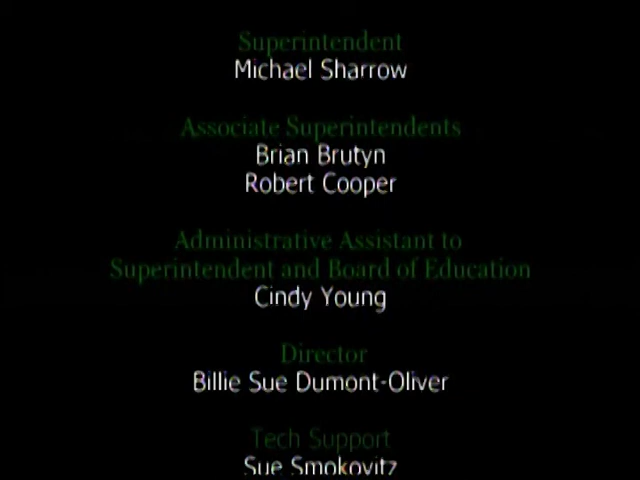 Superintendent
Michael Sharrow
Associate Superintendents
Brian Brutyn
Robert Cooper
Administrative Assistant to
Superintendent and Board of Education
Cindy Young
Director
Billie Sue Dumont-Oliver
Tech Support
Sue Smokovitz